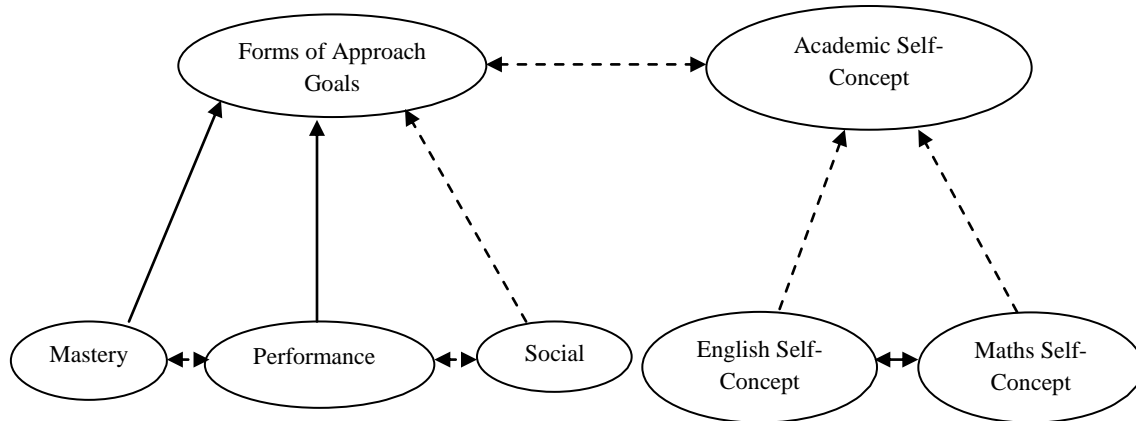 Forms of Approach
Goals
Academic Self-
Concept
Mastery
Performance
Social
English Self-
Concept
Maths Self-
Concept